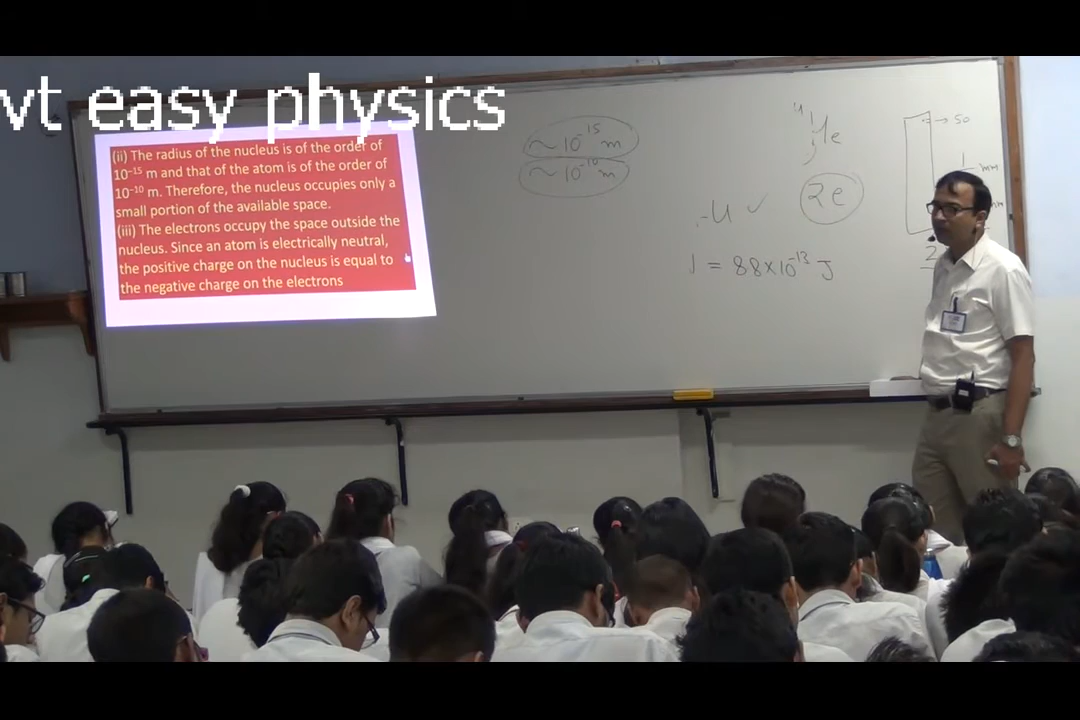 vt easy physics
(ii) The radius of the nucleus is of the order of
10⁻¹⁵ m and that of the atom is of the order of
10⁻¹⁰ m. Therefore, the nucleus occupies only a
small portion of the available space.
(iii) The electrons occupy the space outside the
nucleus. Since an atom is electrically neutral,
the positive charge on the nucleus is equal to
the negative charge on the electrons
~ 10⁻¹⁵ m
~ 10⁻¹⁰ m
2e
u ✓
= 88×10⁻¹³ J
→ 50
1
mm
2